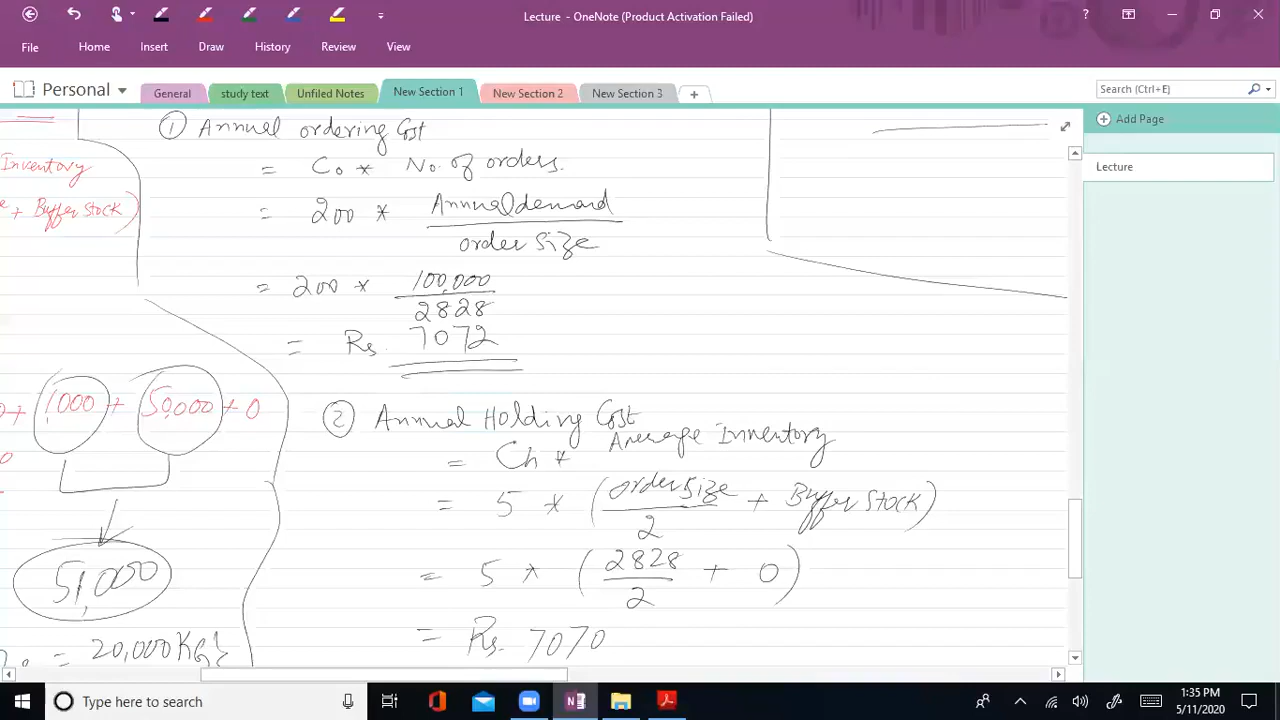 Lecture - OneNote (Product Activation Failed)
File Home Insert Draw History Review View
Personal General study text Unfiled Notes New Section 1 New Section 2 New Section 3
Search (Ctrl+E)
Add Page
Lecture
Inventory
+ Buffer Stock)
① Annual ordering Cost
= Co * No. of orders.
= 200 * Annual demand
order size
= 200 * 100,000
2828
= Rs. 7072
+ 1000 + 50,000 + 0
51,000
= 20,000 Kg}
② Annual Holding Cost
= Ch * Average Inventory
= 5 * (order size + Buffer Stock)
2
= 5 * (2828 + 0)
2
= Rs. 7070
Type here to search
1:35 PM
5/11/2020